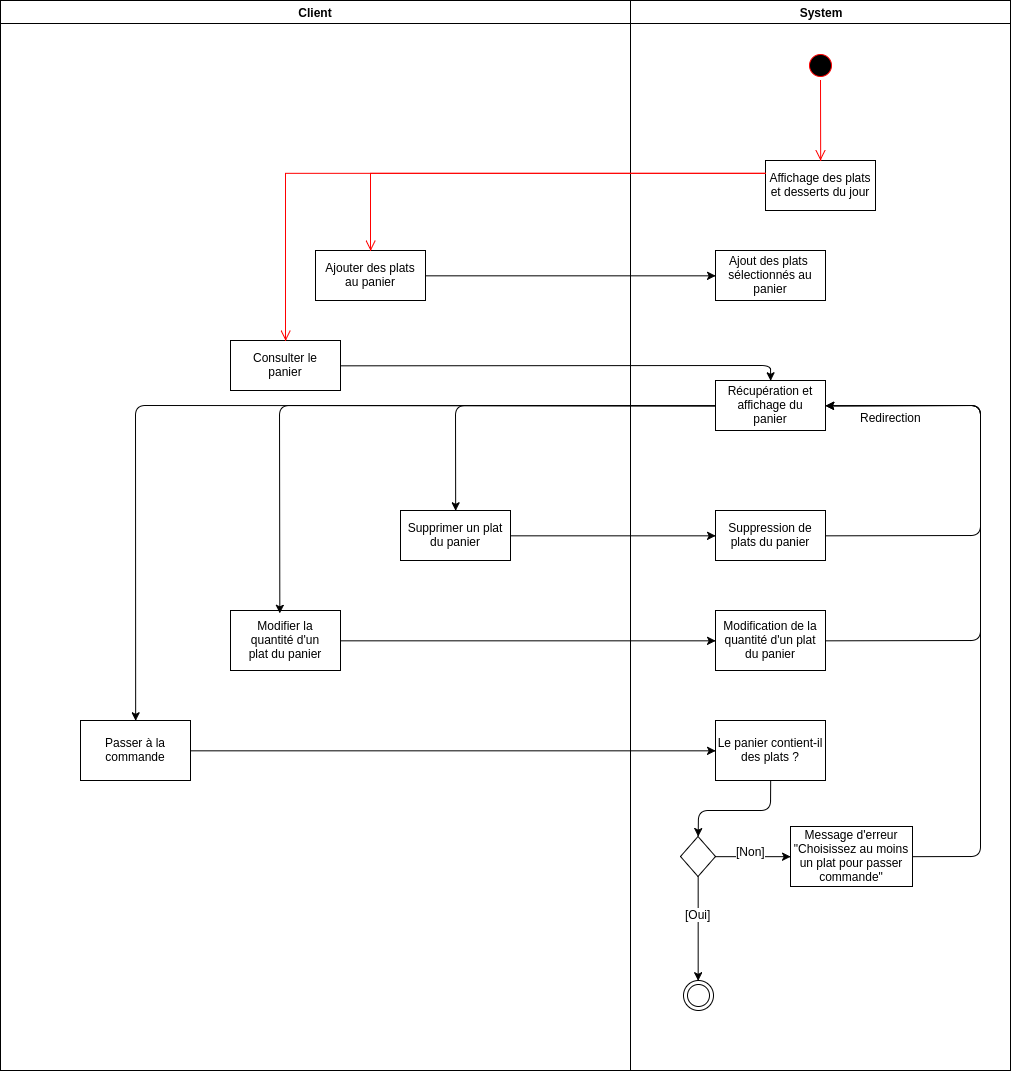 Client
System
Affichage des plats
et desserts du jour
Ajouter des plats
au panier
Ajout des plats
sélectionnés au
panier
Consulter le
panier
Récupération et
affichage du
panier
Redirection
Supprimer un plat
du panier
Suppression de
plats du panier
Modifier la
quantité d'un
plat du panier
Modification de la
quantité d'un plat
du panier
Passer à la
commande
Le panier contient-il
des plats ?
[Non]
Message d'erreur
"Choisissez au moins
un plat pour passer
commande"
[Oui]